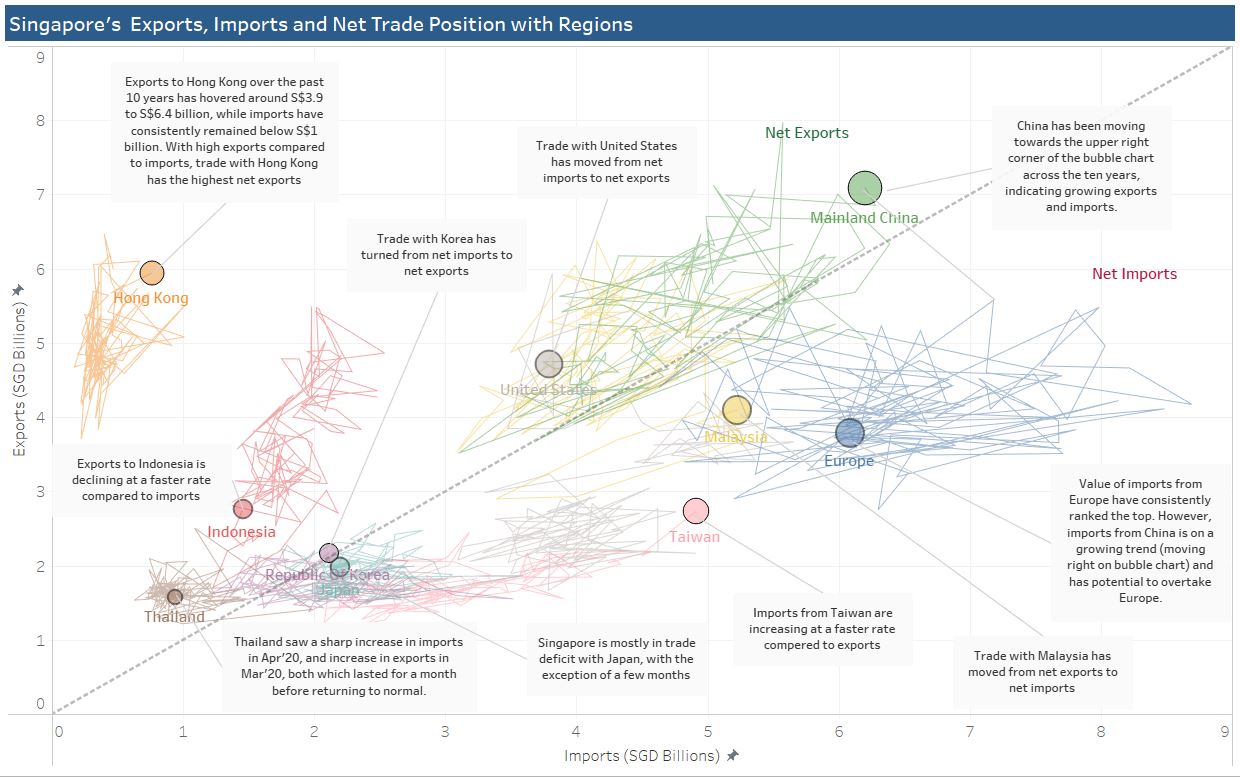 Singapore's Exports, Imports and Net Trade Position with Regions
Exports (SGD Billions)
9
8
7
6
5
4
3
2
1
0
Exports to Hong Kong over the past
10 years has hovered around S$3.9
to S$6.4 billion, while imports have
consistently remained below S$1
billion. With high exports compared
to imports, trade with Hong Kong
has the highest net exports
Trade with United States
has moved from net
imports to net exports
Net Exports
China has been moving
towards the upper right
corner of the bubble chart
across the ten years,
indicating growing exports
and imports.
Mainland China
Trade with Korea has
turned from net imports to
net exports
Net Imports
Hong Kong
United States
Malaysia
Europe
Exports to Indonesia is
declining at a faster rate
compared to imports
Indonesia
Taiwan
Value of imports from
Europe have consistently
ranked the top. However,
imports from China is on a
growing trend (moving
right on bubble chart) and
has potential to overtake
Europe.
Republic of Korea
Japan
Thailand
Thailand saw a sharp increase in imports
in Apr'20, and increase in exports in
Mar'20, both which lasted for a month
before returning to normal.
Singapore is mostly in trade
deficit with Japan, with the
exception of a few months
Imports from Taiwan are
increasing at a faster rate
compared to exports
Trade with Malaysia has
moved from net exports to
net imports
0 1 2 3 4 5 6 7 8 9
Imports (SGD Billions)